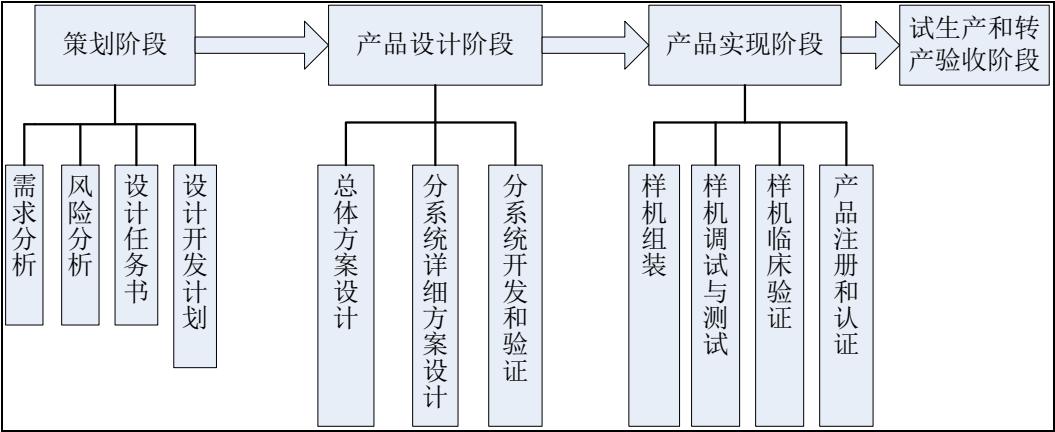 策划阶段
产品设计阶段
产品实现阶段
试生产和转
产验收阶段
需求分析
风险分析
设计任务书
设计开发计划
总体方案设计
分系统详细方案设计
分系统开发和验证
样机组装
样机调试与测试
样机临床验证
产品注册和认证